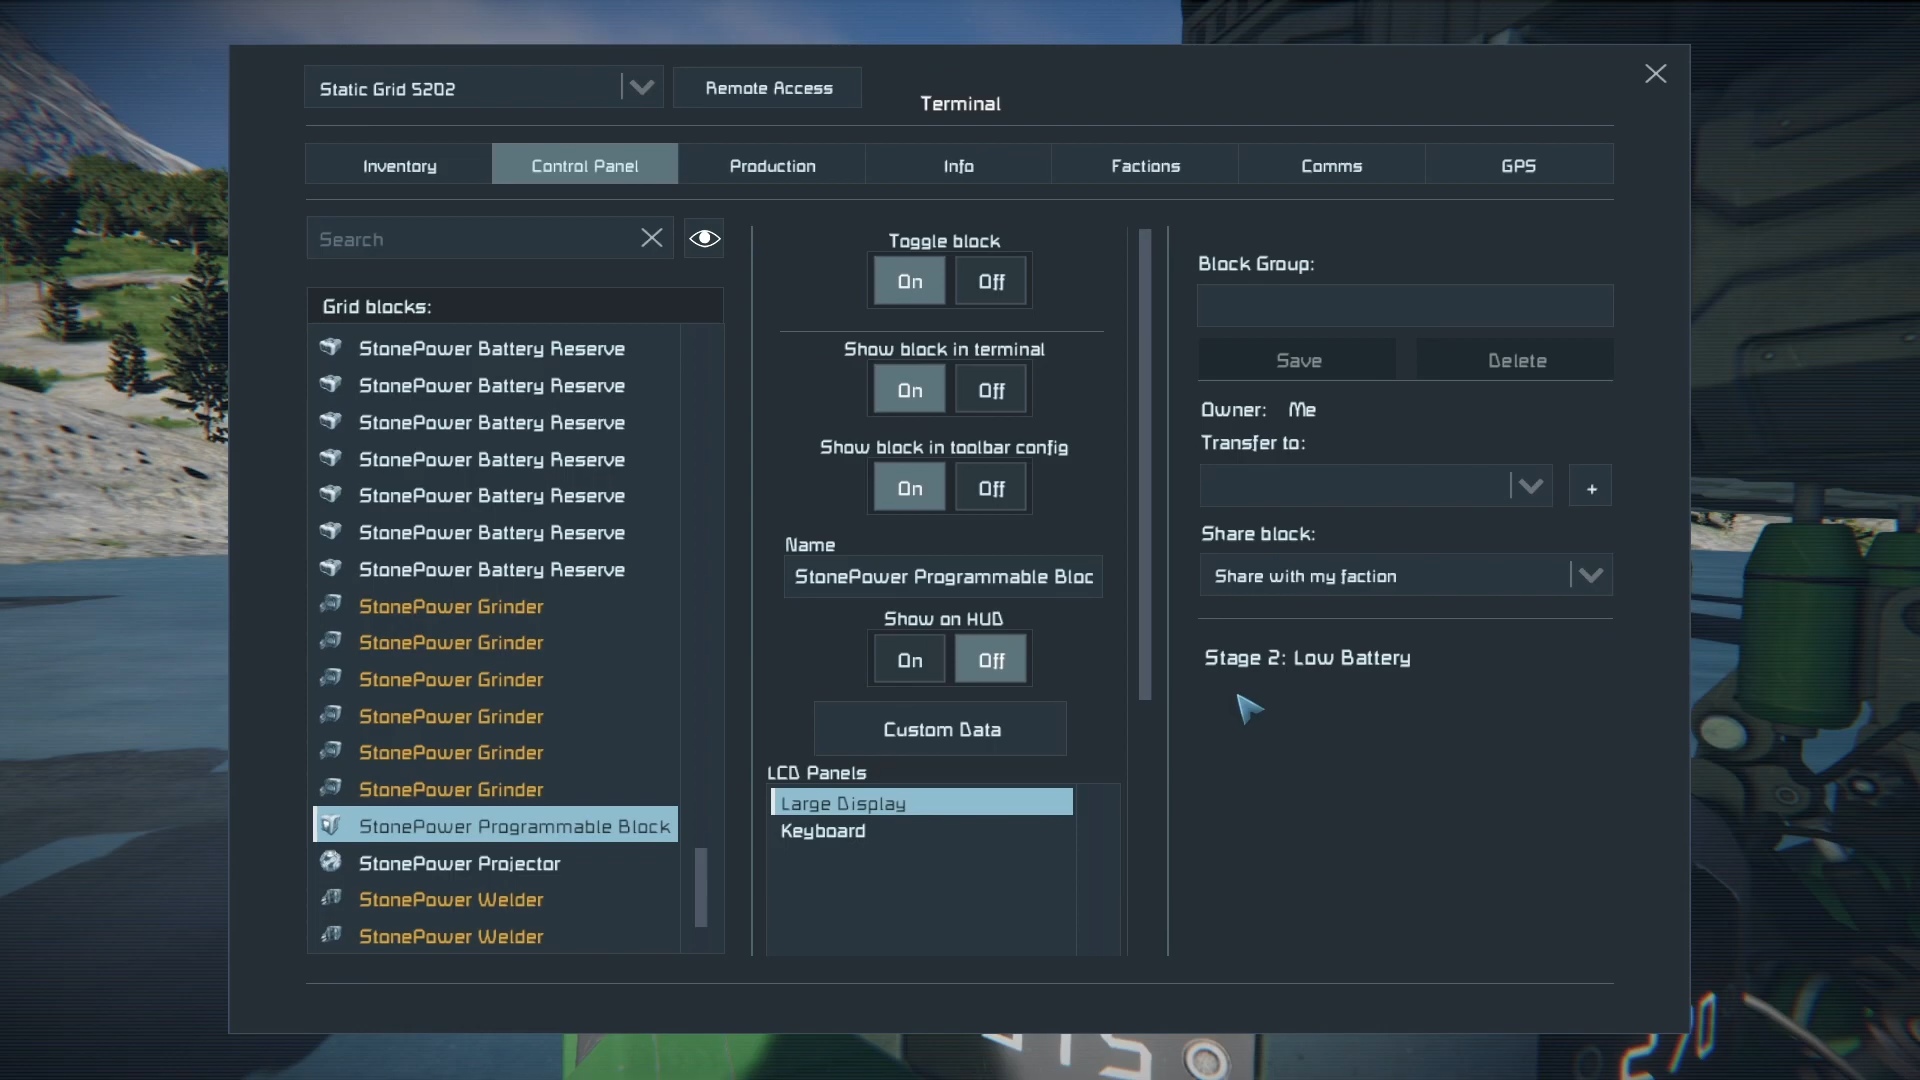 Static Grid 5202
Remote Access
Terminal
Inventory
Control Panel
Production
Info
Factions
Comms
GPS
Search
Grid blocks:
StonePower Battery Reserve
StonePower Battery Reserve
StonePower Battery Reserve
StonePower Battery Reserve
StonePower Battery Reserve
StonePower Battery Reserve
StonePower Battery Reserve
StonePower Grinder
StonePower Grinder
StonePower Grinder
StonePower Grinder
StonePower Grinder
StonePower Grinder
StonePower Programmable Block
StonePower Projector
StonePower Welder
StonePower Welder
Toggle block
On Off
Show block in terminal
On Off
Show block in toolbar config
On Off
Name
StonePower Programmable Bloc
Show on HUD
On Off
Custom Data
LCD Panels
Large Display
Keyboard
Block Group:
Save
Delete
Owner: Me
Transfer to:
+
Share block:
Share with my faction
Stage 2: Low Battery